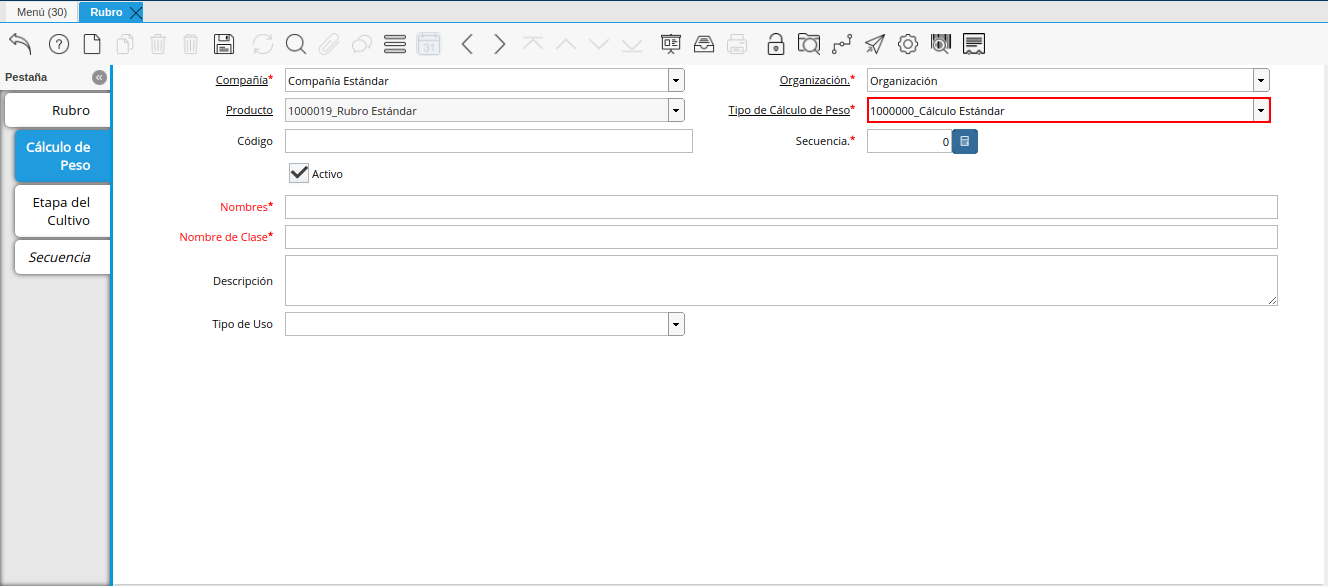 Menú (30)
Rubro
31
Pestaña
Rubro
Cálculo de
Peso
Etapa del
Cultivo
Secuencia
Compañía* Compañía Estándar
Organización.* Organización
Producto 1000019_Rubro Estándar
Tipo de Cálculo de Peso* 1000000_Cálculo Estándar
Código
Secuencia.* 0
Activo
Nombres*
Nombre de Clase*
Descripción
Tipo de Uso